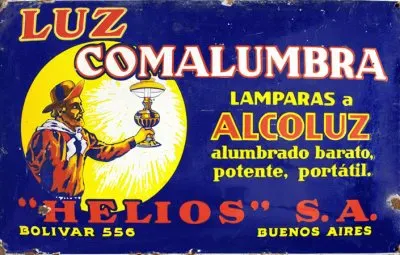 LUZ
COMALUMBRA
LAMPARAS a
ALCOLUZ
alumbrado barato,
potente, portátil.
"HELIOS" S.A.
BOLIVAR 556 BUENOS AIRES